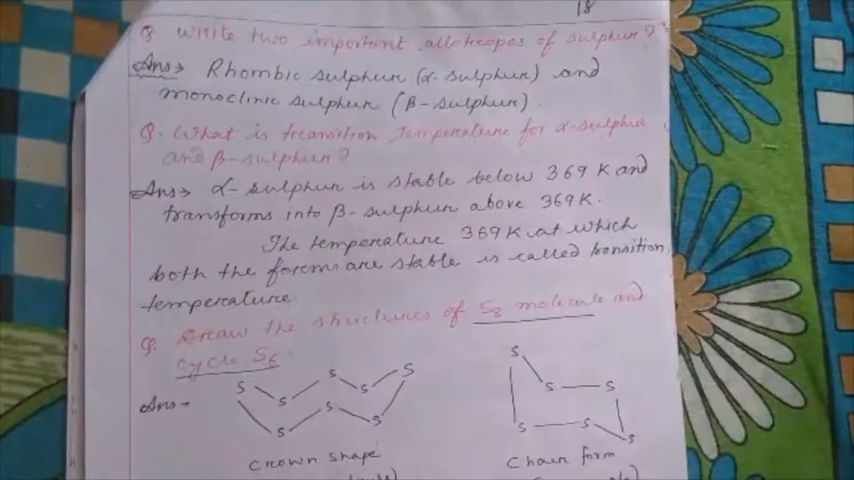 18
Q Write two important allotropes of sulphur?
Ans→ Rhombic sulphur (α-sulphur) and
monoclinic sulphur (β-sulphur).
Q. What is transition temperature for α-sulphur
and β-sulphur?
Ans→ α-sulphur is stable below 369 K and
transforms into β-sulphur above 369K.
The temperature 369K at which
both the forms are stable is called transition
temperature
Q. Draw the structures of S8 molecule and
cyclo S6
Ans-
S S S S S
S S S
Crown shape
S
S S
S S S
Chair form